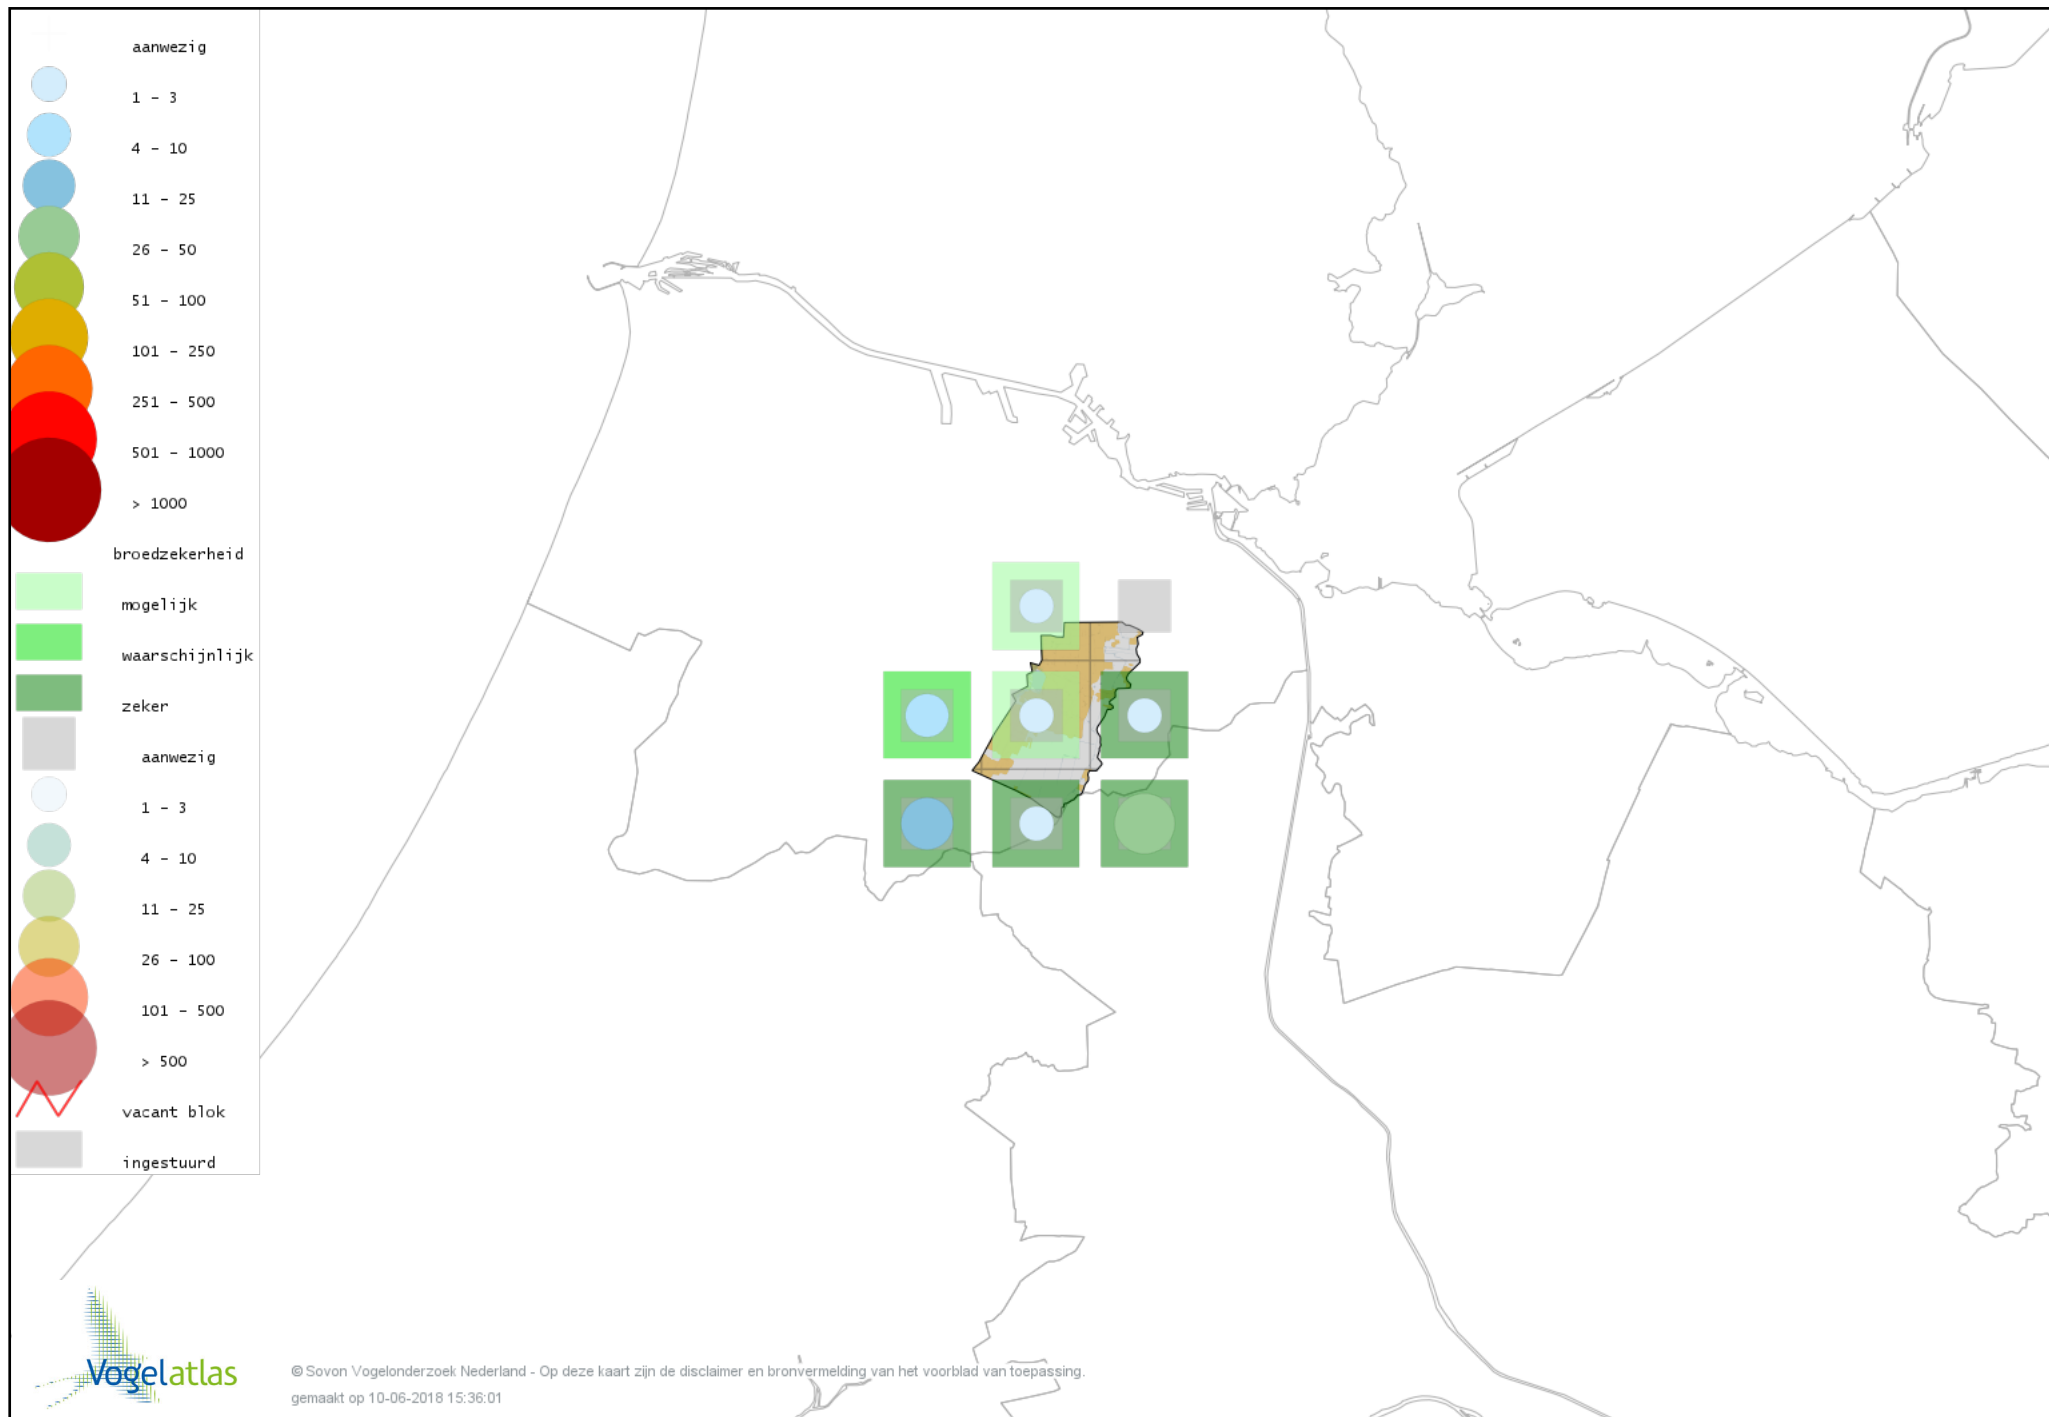 aanwezig
1 - 3
4 - 10
11 - 25
26 - 50
51 - 100
101 - 250
251 - 500
501 - 1000
> 1000
broedzekerheid
mogelijk
waarschijnlijk
zeker
aanwezig
1 - 3
4 - 10
11 - 25
26 - 100
101 - 500
> 500
vacant blok
ingestuurd
Vogelatlas
© Sovon Vogelonderzoek Nederland - Op deze kaart zijn de disclaimer en bronvermelding van het voorblad van toepassing.
gemaakt op 10-06-2018 15:36:01